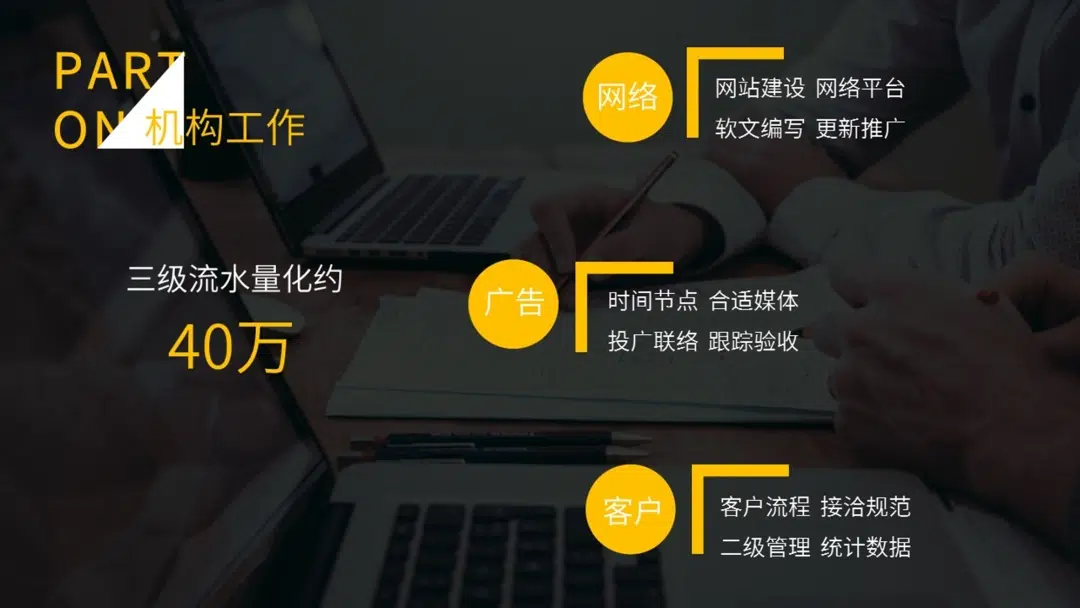 PART
ON
机构工作
三级流水量化约
40万
网络
网站建设 网络平台
软文编写 更新推广
广告
时间节点 合适媒体
投广联络 跟踪验收
客户
客户流程 接洽规范
二级管理 统计数据